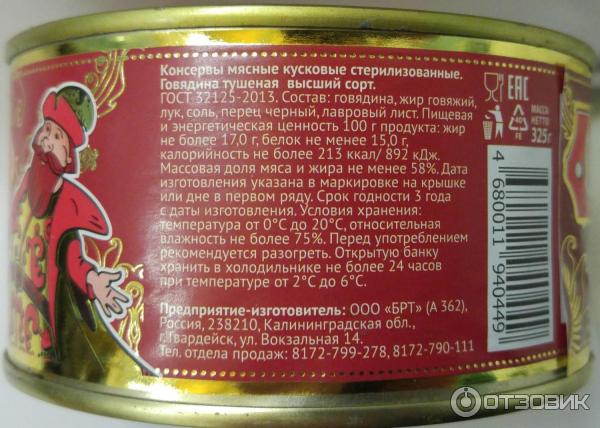 Консервы мясные кусковые стерилизованные.
Говядина тушеная высший сорт.
ГОСТ 32125-2013. Состав: говядина, жир говяжий,
лук, соль, перец черный, лавровый лист. Пищевая
и энергетическая ценность 100 г продукта: жир
не более 17,0 г, белок не менее 15,0 г,
калорийность не более 213 ккал/ 892 кДж.
Массовая доля мяса и жира не менее 58%. Дата
изготовления указана в маркировке на крышке
или дне в первом ряду. Срок годности 3 года
с даты изготовления. Условия хранения:
температура от 0°С до 20°С, относительная
влажность не более 75%. Перед употреблением
рекомендуется разогреть. Открытую банку
хранить в холодильнике не более 24 часов
при температуре от 2°С до 6°С.
Предприятие-изготовитель: ООО «БРТ» (А 362),
Россия, 238210, Калининградская обл.,
г.Гвардейск, ул. Вокзальная 14.
Тел. отдела продаж: 8172-799-278, 8172-790-111
EAC
40
FE
МАССА
НЕТТО
325 г
4 680011 940449
ОТЗОВИК